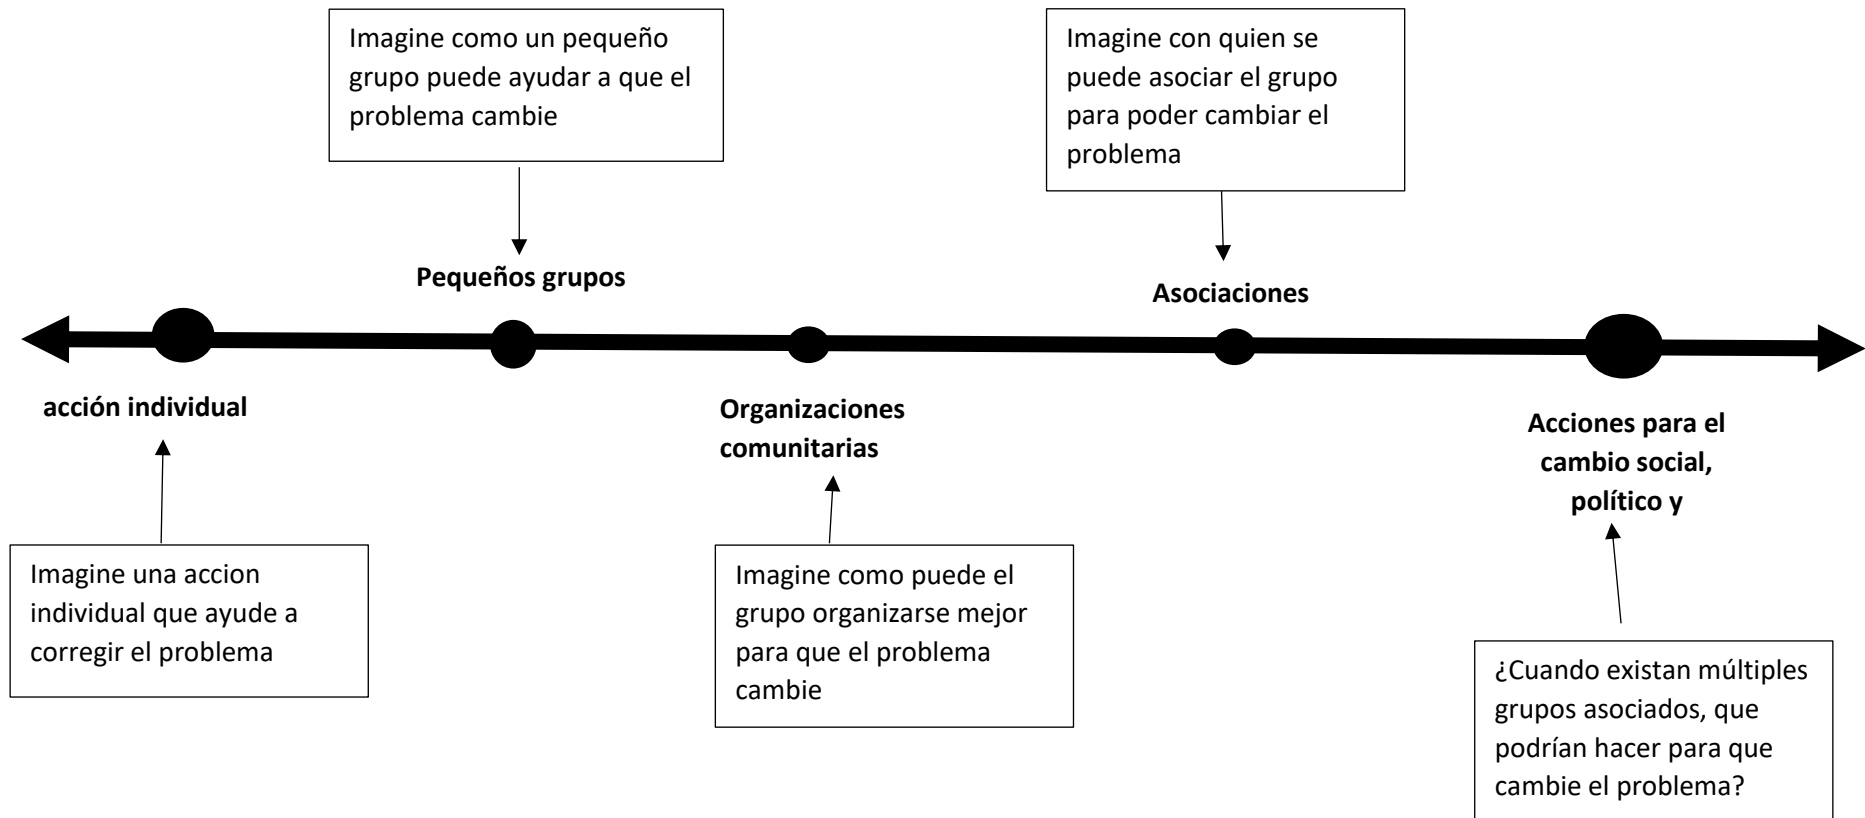 Imagine como un pequeño
grupo puede ayudar a que el
problema cambie
Imagine con quien se
puede asociar el grupo
para poder cambiar el
problema
Pequeños grupos
Asociaciones
acción individual
Organizaciones
comunitarias
Acciones para el
cambio social,
político y
Imagine una accion
individual que ayude a
corregir el problema
Imagine como puede el
grupo organizarse mejor
para que el problema
cambie
¿Cuando existan múltiples
grupos asociados, que
podrían hacer para que
cambie el problema?